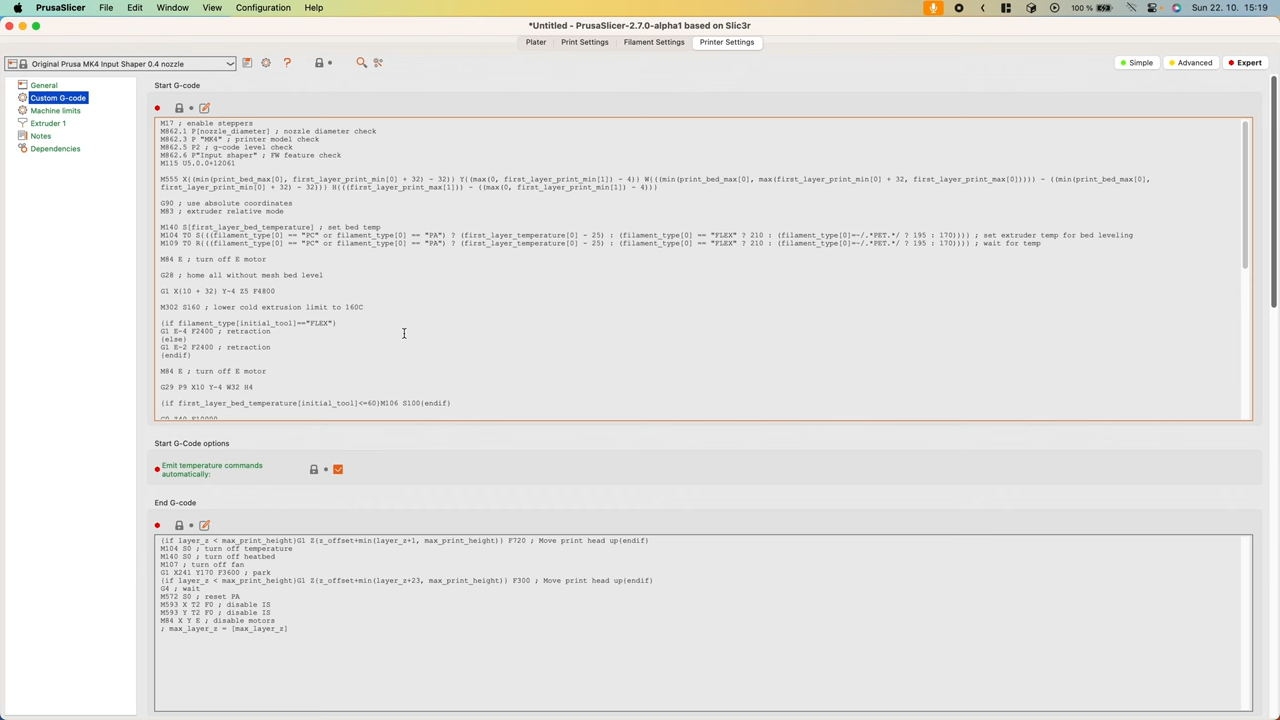 PrusaSlicer File Edit Window View Configuration Help
100 % Sun 22. 10. 15:19
*Untitled - PrusaSlicer-2.7.0-alpha1 based on Slic3r
Plater Print Settings Filament Settings Printer Settings
Original Prusa MK4 Input Shaper 0.4 nozzle
Simple Advanced Expert
General
Custom G-code
Machine limits
Extruder 1
Notes
Dependencies
Start G-code
M17 ; enable steppers
M862.1 P[nozzle_diameter] ; nozzle diameter check
M862.3 P "MK4" ; printer model check
M862.5 P2 ; g-code level check
M862.6 P"Input shaper" ; FW feature check
M115 U5.0.0+12061
M555 X{(min(print_bed_max[0], first_layer_print_min[0] + 32) - 32)} Y{(max(0, first_layer_print_min[1]) - 4)} W{((min(print_bed_max[0], max(first_layer_print_min[0] + 32, first_layer_print_max[0])))) - ((min(print_bed_max[0],
first_layer_print_min[0] + 32) - 32))} H{((first_layer_print_max[1])) - ((max(0, first_layer_print_min[1]) - 4))}
G90 ; use absolute coordinates
M83 ; extruder relative mode
M140 S[first_layer_bed_temperature] ; set bed temp
M104 T0 S{((filament_type[0] == "PC" or filament_type[0] == "PA") ? (first_layer_temperature[0] - 25) : (filament_type[0] == "FLEX" ? 210 : (filament_type[0]=~/.*PET.*/ ? 195 : 170)))} ; set extruder temp for bed leveling
M109 T0 R{((filament_type[0] == "PC" or filament_type[0] == "PA") ? (first_layer_temperature[0] - 25) : (filament_type[0] == "FLEX" ? 210 : (filament_type[0]=~/.*PET.*/ ? 195 : 170)))} ; wait for temp
M84 E ; turn off E motor
G28 ; home all without mesh bed level
G1 X{10 + 32} Y-4 Z5 F4800
M302 S160 ; lower cold extrusion limit to 160C
{if filament_type[initial_tool]=="FLEX"}
G1 E-4 F2400 ; retraction
{else}
G1 E-2 F2400 ; retraction
{endif}
M84 E ; turn off E motor
G29 P9 X10 Y-4 W32 H4
{if first_layer_bed_temperature[initial_tool]<=60}M106 S100{endif}
G0 Z40 F10000
Start G-Code options
Emit temperature commands
automatically:
End G-code
{if layer_z < max_print_height}G1 Z{z_offset+min(layer_z+1, max_print_height)} F720 ; Move print head up{endif}
M104 S0 ; turn off temperature
M140 S0 ; turn off heatbed
M107 ; turn off fan
G1 X241 Y170 F3600 ; park
{if layer_z < max_print_height}G1 Z{z_offset+min(layer_z+23, max_print_height)} F300 ; Move print head up{endif}
G4 ; wait
M572 S0 ; reset PA
M593 X T2 F0 ; disable IS
M593 Y T2 F0 ; disable IS
M84 X Y E ; disable motors
; max_layer_z = [max_layer_z]